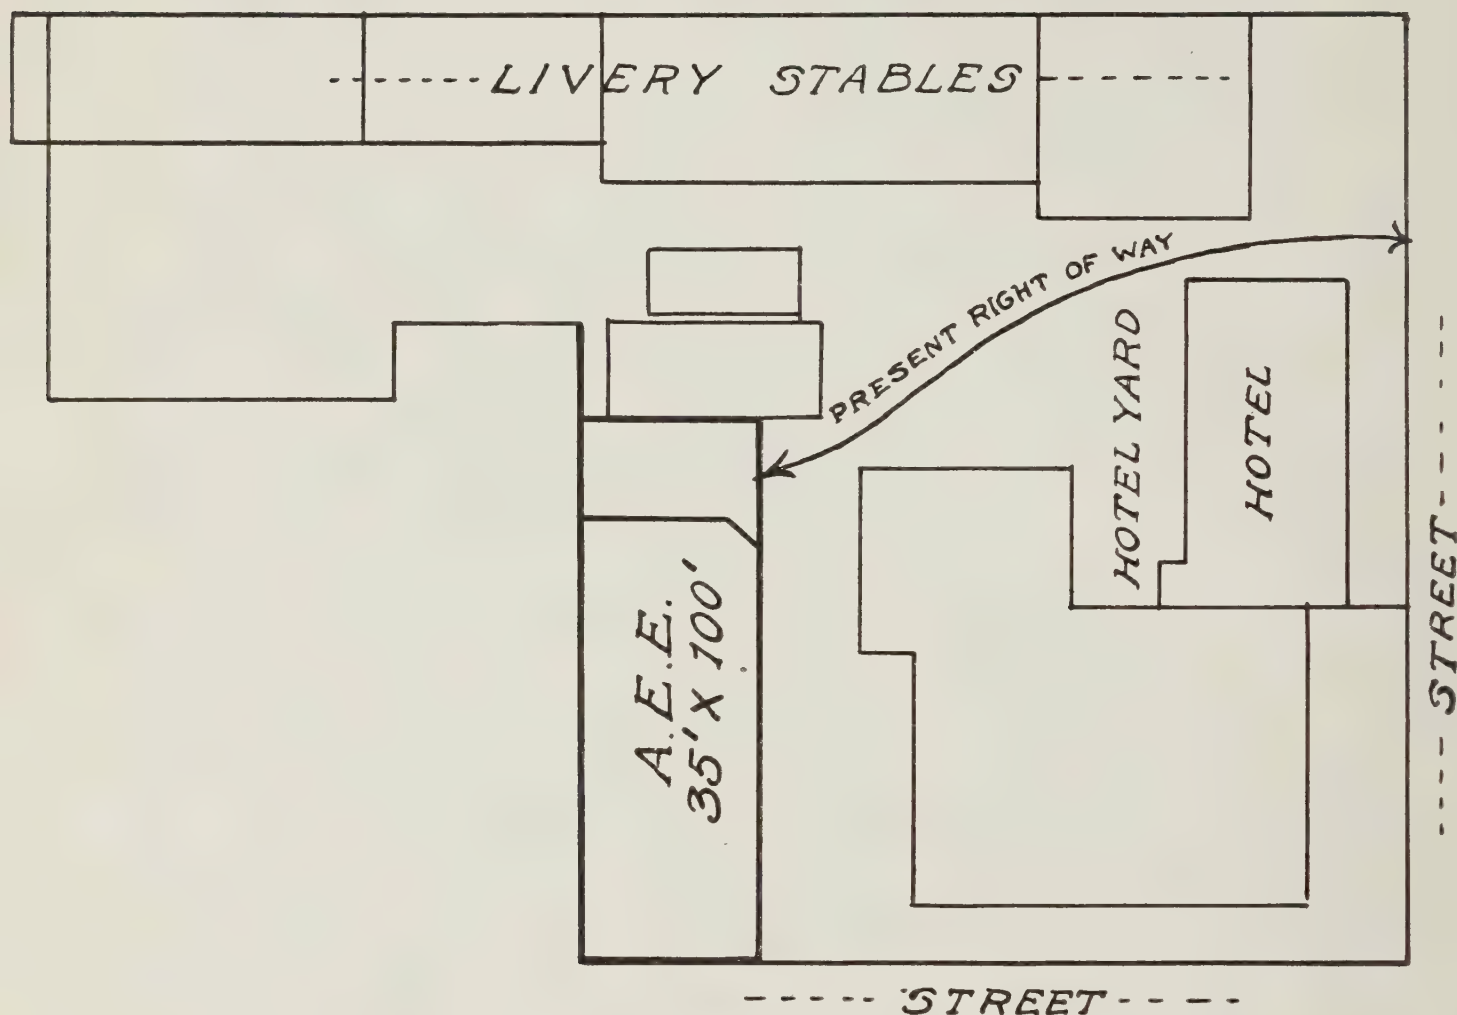 LIVERY STABLES
PRESENT RIGHT OF WAY
HOTEL YARD
HOTEL
STREET
A.E.E.
35' X 100'
STREET